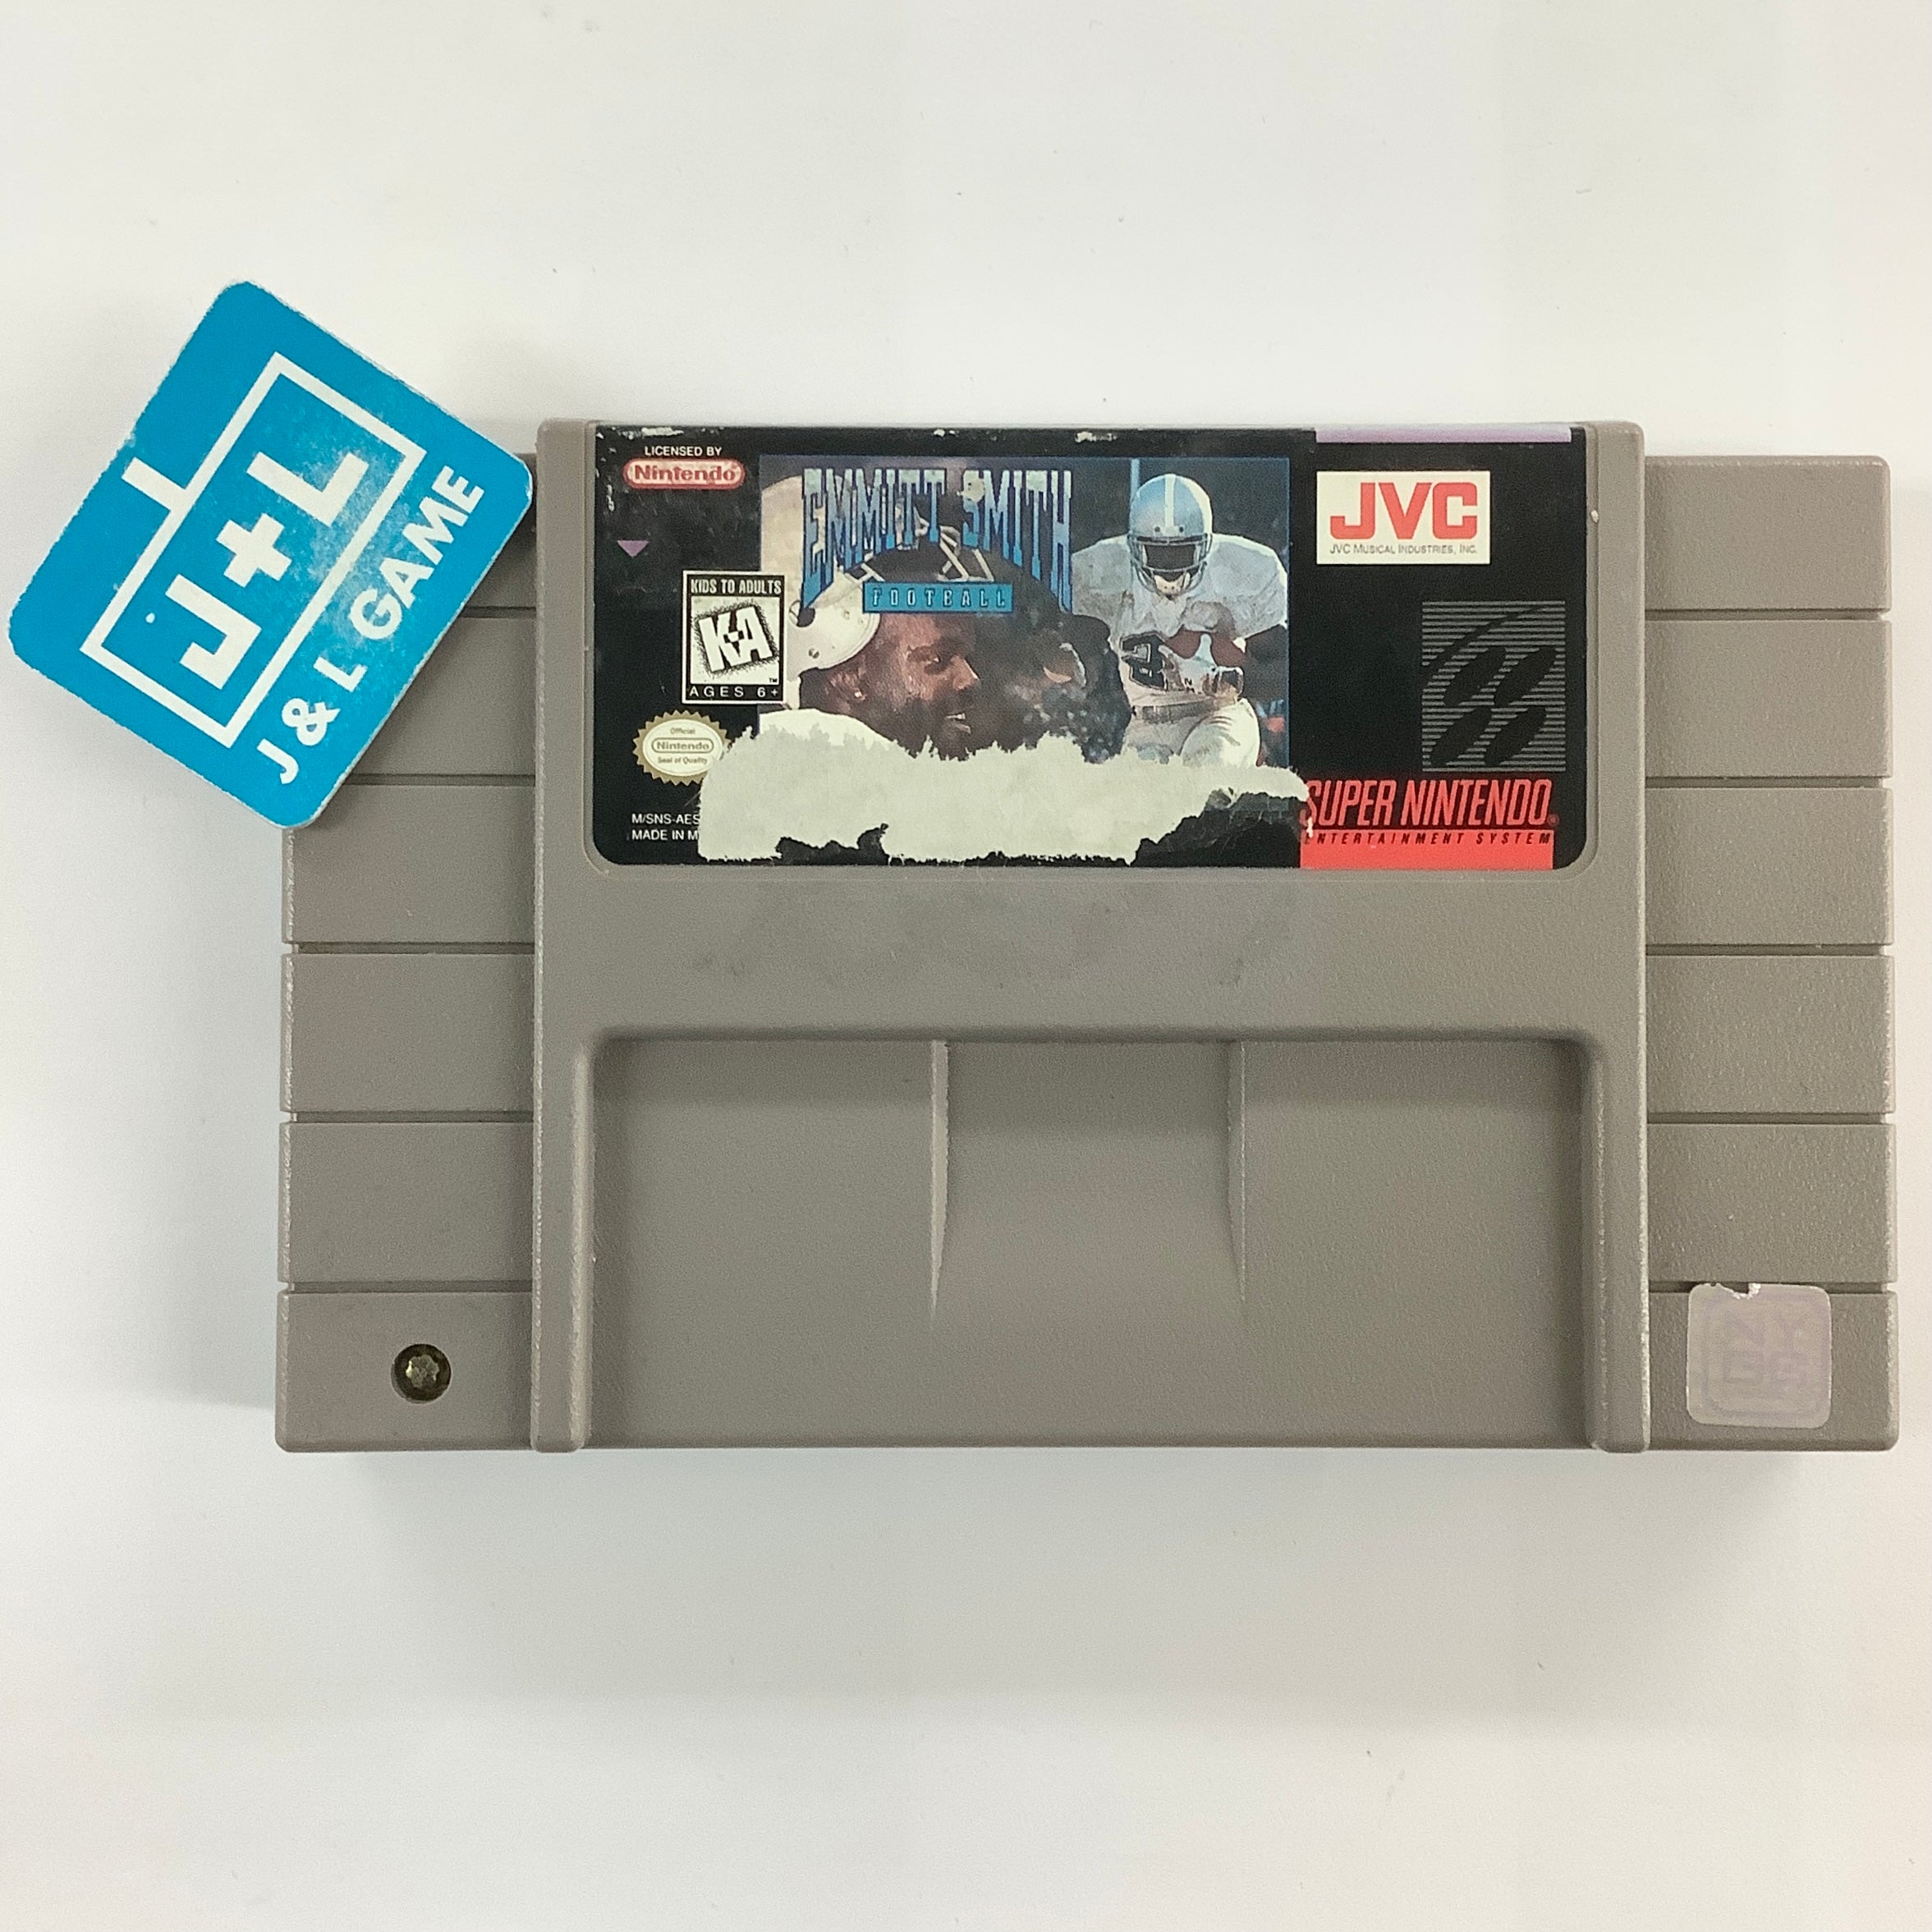 J+L
J & L GAME
LICENSED BY
Nintendo
EMMITT SMITH
FOOTBALL
KIDS TO ADULTS
K-A
AGES 6+
Official
Nintendo
Seal of Quality
M/SNS-AES
MADE IN M
JVC
JVC MUSICAL INDUSTRIES, INC.
SUPER NINTENDO
ENTERTAINMENT SYSTEM